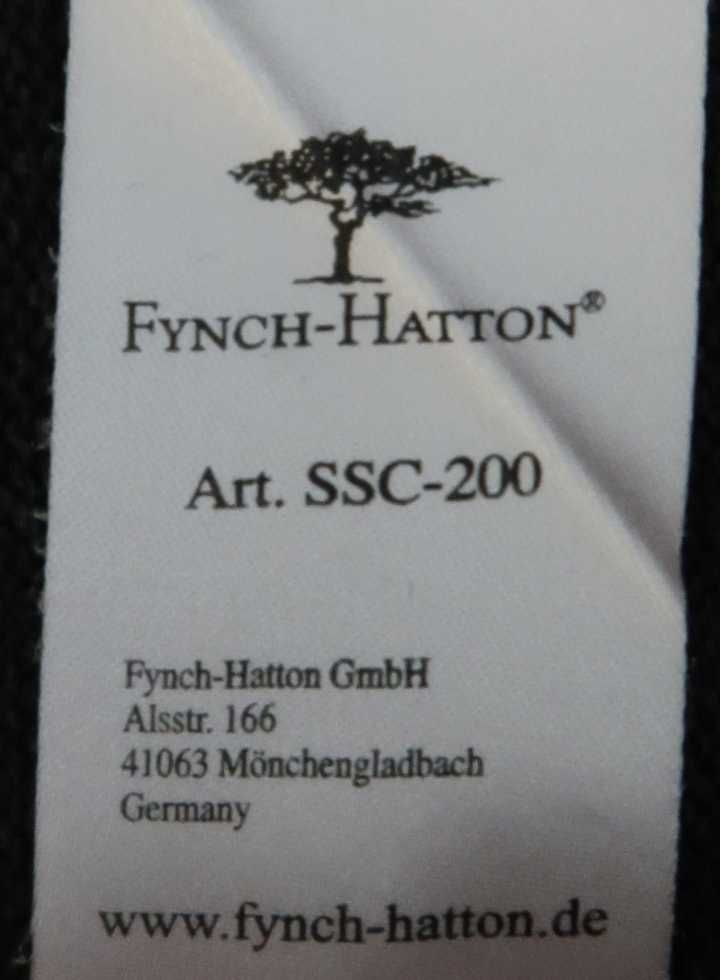 FYNCH-HATTON®
Art. SSC-200
Fynch-Hatton GmbH
Alsstr. 166
41063 Mönchengladbach
Germany
www.fynch-hatton.de